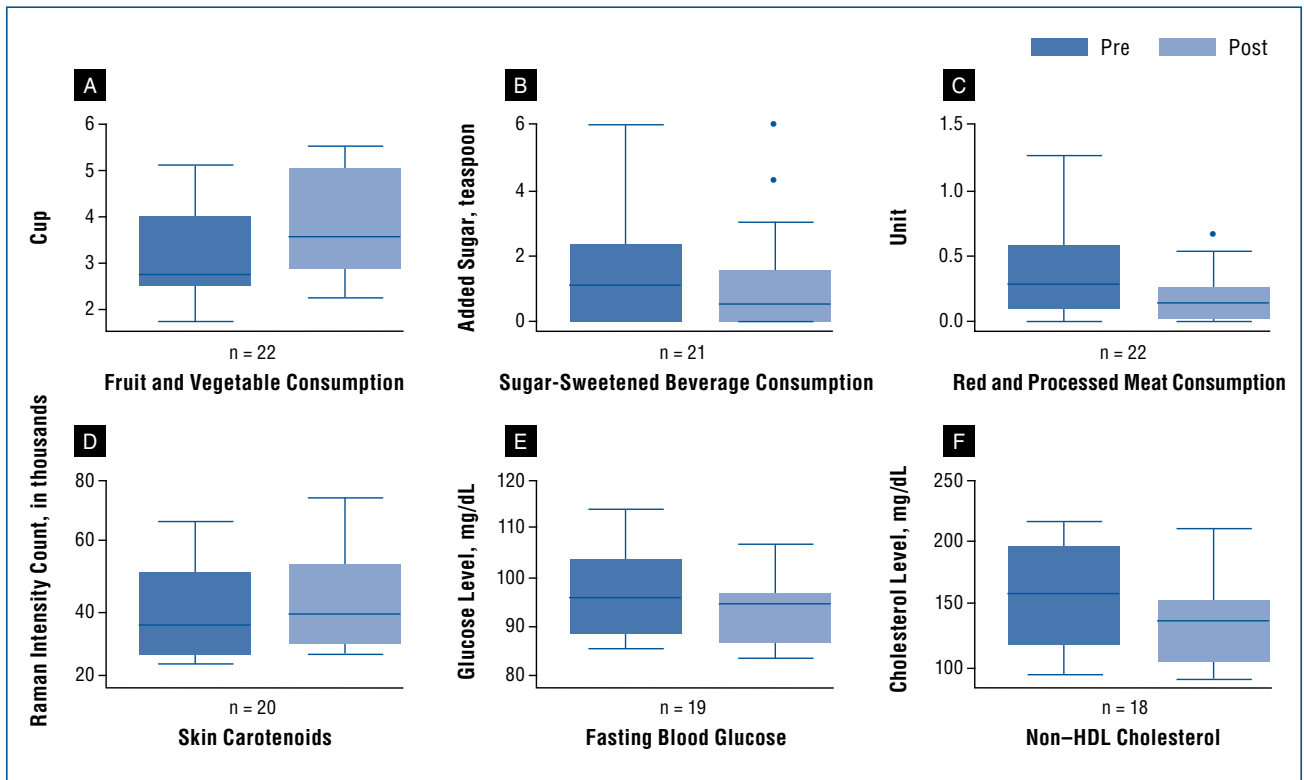 Pre Post
A
Cup
6
5
4
3
2
n = 22
Fruit and Vegetable Consumption
B
Added Sugar, teaspoon
6
4
2
0
n = 21
Sugar-Sweetened Beverage Consumption
C
Unit
1.5
1.0
0.5
0.0
n = 22
Red and Processed Meat Consumption
D
Raman Intensity Count, in thousands
80
60
40
20
n = 20
Skin Carotenoids
E
Glucose Level, mg/dL
120
110
100
90
80
n = 19
Fasting Blood Glucose
F
Cholesterol Level, mg/dL
250
200
150
100
n = 18
Non–HDL Cholesterol